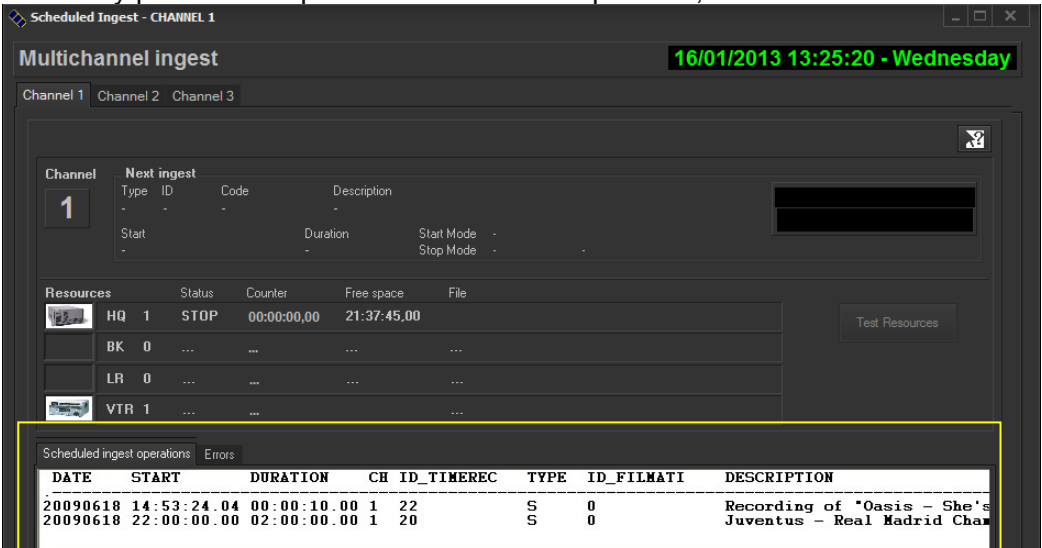 Scheduled Ingest - CHANNEL 1
Multichannel ingest 16/01/2013 13:25:20 - Wednesday
Channel 1 Channel 2 Channel 3
Channel Next ingest
Type ID Code Description
1 - - - -
Start Duration Start Mode -
- - Stop Mode - -
Resources Status Counter Free space File
HQ 1 STOP 00:00:00,00 21:37:45,00
Test Resources
BK 0 ... ... ... ...
LR 0 ... ... ... ...
VTR 1 ... ... ...
Scheduled ingest operations Errors
DATE START DURATION CH ID_TIMEREC TYPE ID_FILMATI DESCRIPTION
20090618 14:53:24.04 00:00:10.00 1 22 S 0 Recording of "Oasis - She's
20090618 22:00:00.00 02:00:00.00 1 20 S 0 Juventus - Real Madrid Cham